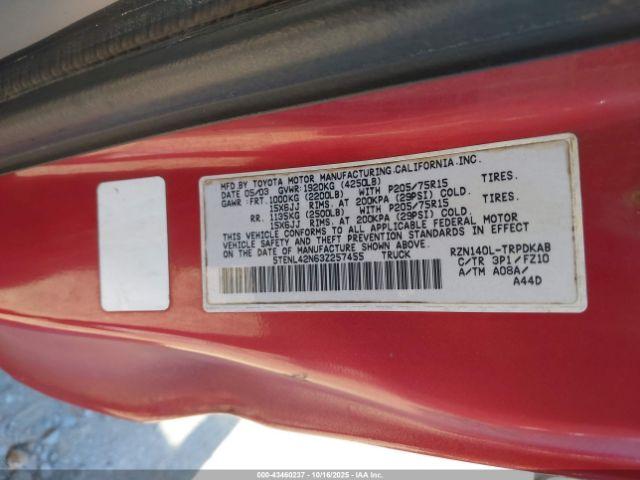 MFD BY TOYOTA MOTOR MANUFACTURING.CALIFORNIA.INC.
DATE 05/03 GVWR:1920KG (4250LB)
GAWR: FRT. 1000KG (2200LB) WITH P205/75R15 TIRES.
15X6JJ RIMS. AT 200KPA (29PSI) COLD.
RR. 1135KG (2500LB) WITH P205/75R15 TIRES.
15X6JJ RIMS. AT 200KPA (29PSI) COLD.
THIS VEHICLE CONFORMS TO ALL APPLICABLE FEDERAL MOTOR
VEHICLE SAFETY AND BUMPER STANDARDS IN EFFECT
ON THE DATE OF MANUFACTURE SHOWN ABOVE.
5TENL42N63Z257455 TRUCK
RZN140L-TRPDKAB
C/TR 3P1/FZ10
A/TM A08A/
A44D
000-43460237 - 10/16/2025 - IAAI.COM